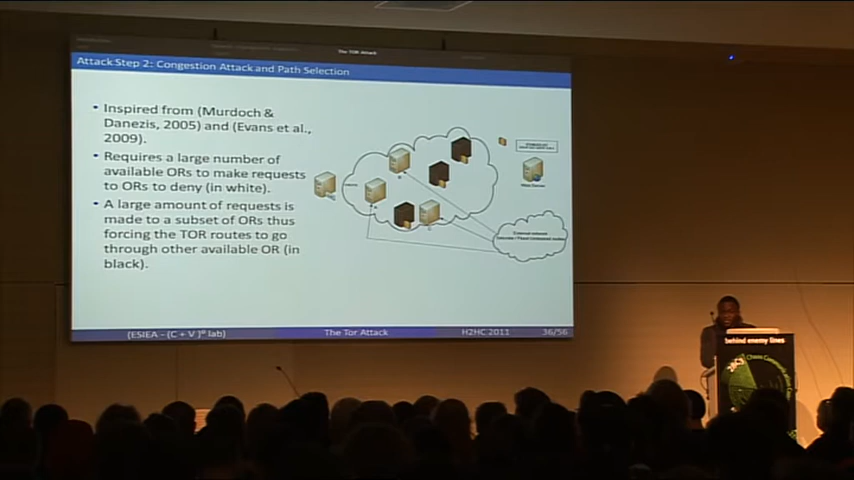 The TOR Attack
Attack Step 2: Congestion Attack and Path Selection
• Inspired from (Murdoch &
Danezis, 2005) and (Evans et al.,
2009).
• Requires a large number of
available ORs to make requests
to ORs to deny (in white).
• A large amount of requests is
made to a subset of ORs thus
forcing the TOR routes to go
through other available OR (in
black).
(ESIEA - (C + V)ᴼ lab)
The Tor Attack
H2HC 2011
36/56
behind enemy lines